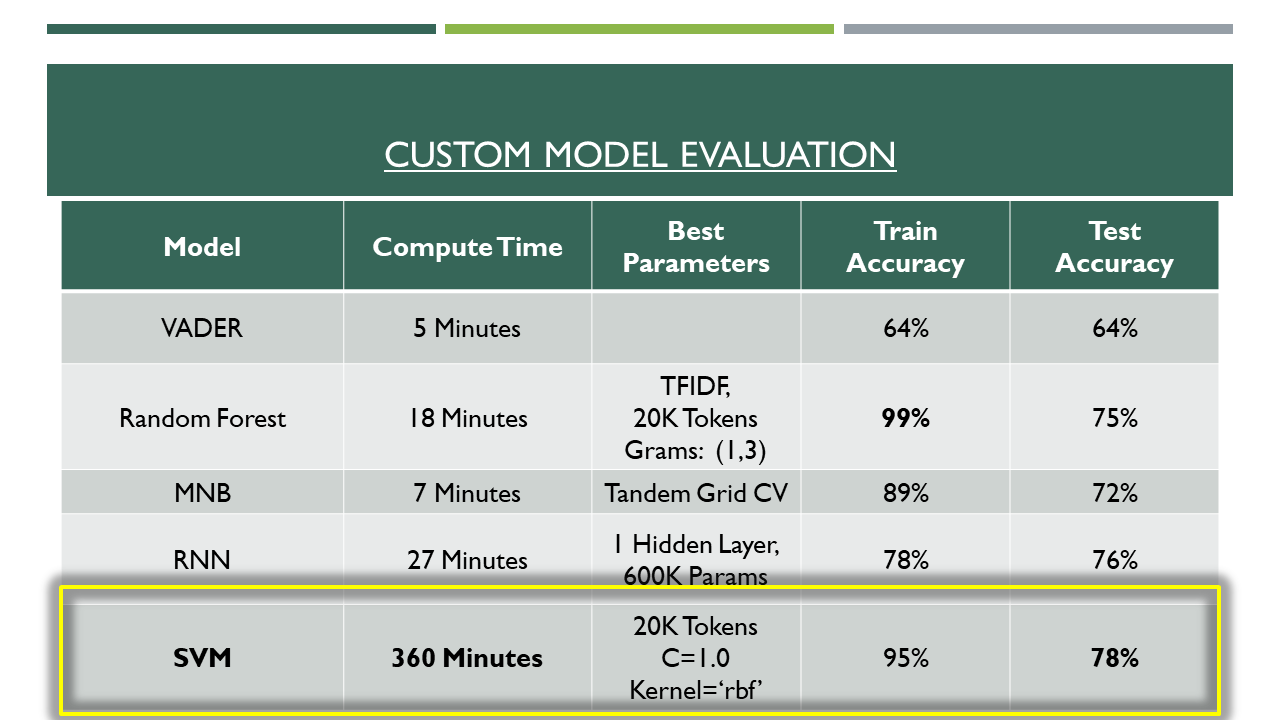 CUSTOM MODEL EVALUATION
Model
Compute Time
Best
Parameters
Train
Accuracy
Test
Accuracy
VADER
5 Minutes
64%
64%
Random Forest
18 Minutes
TFIDF,
20K Tokens
Grams: (1,3)
99%
75%
MNB
7 Minutes
Tandem Grid CV
89%
72%
RNN
27 Minutes
1 Hidden Layer,
600K Params
78%
76%
SVM
360 Minutes
20K Tokens
C=1.0
Kernel=‘rbf’
95%
78%